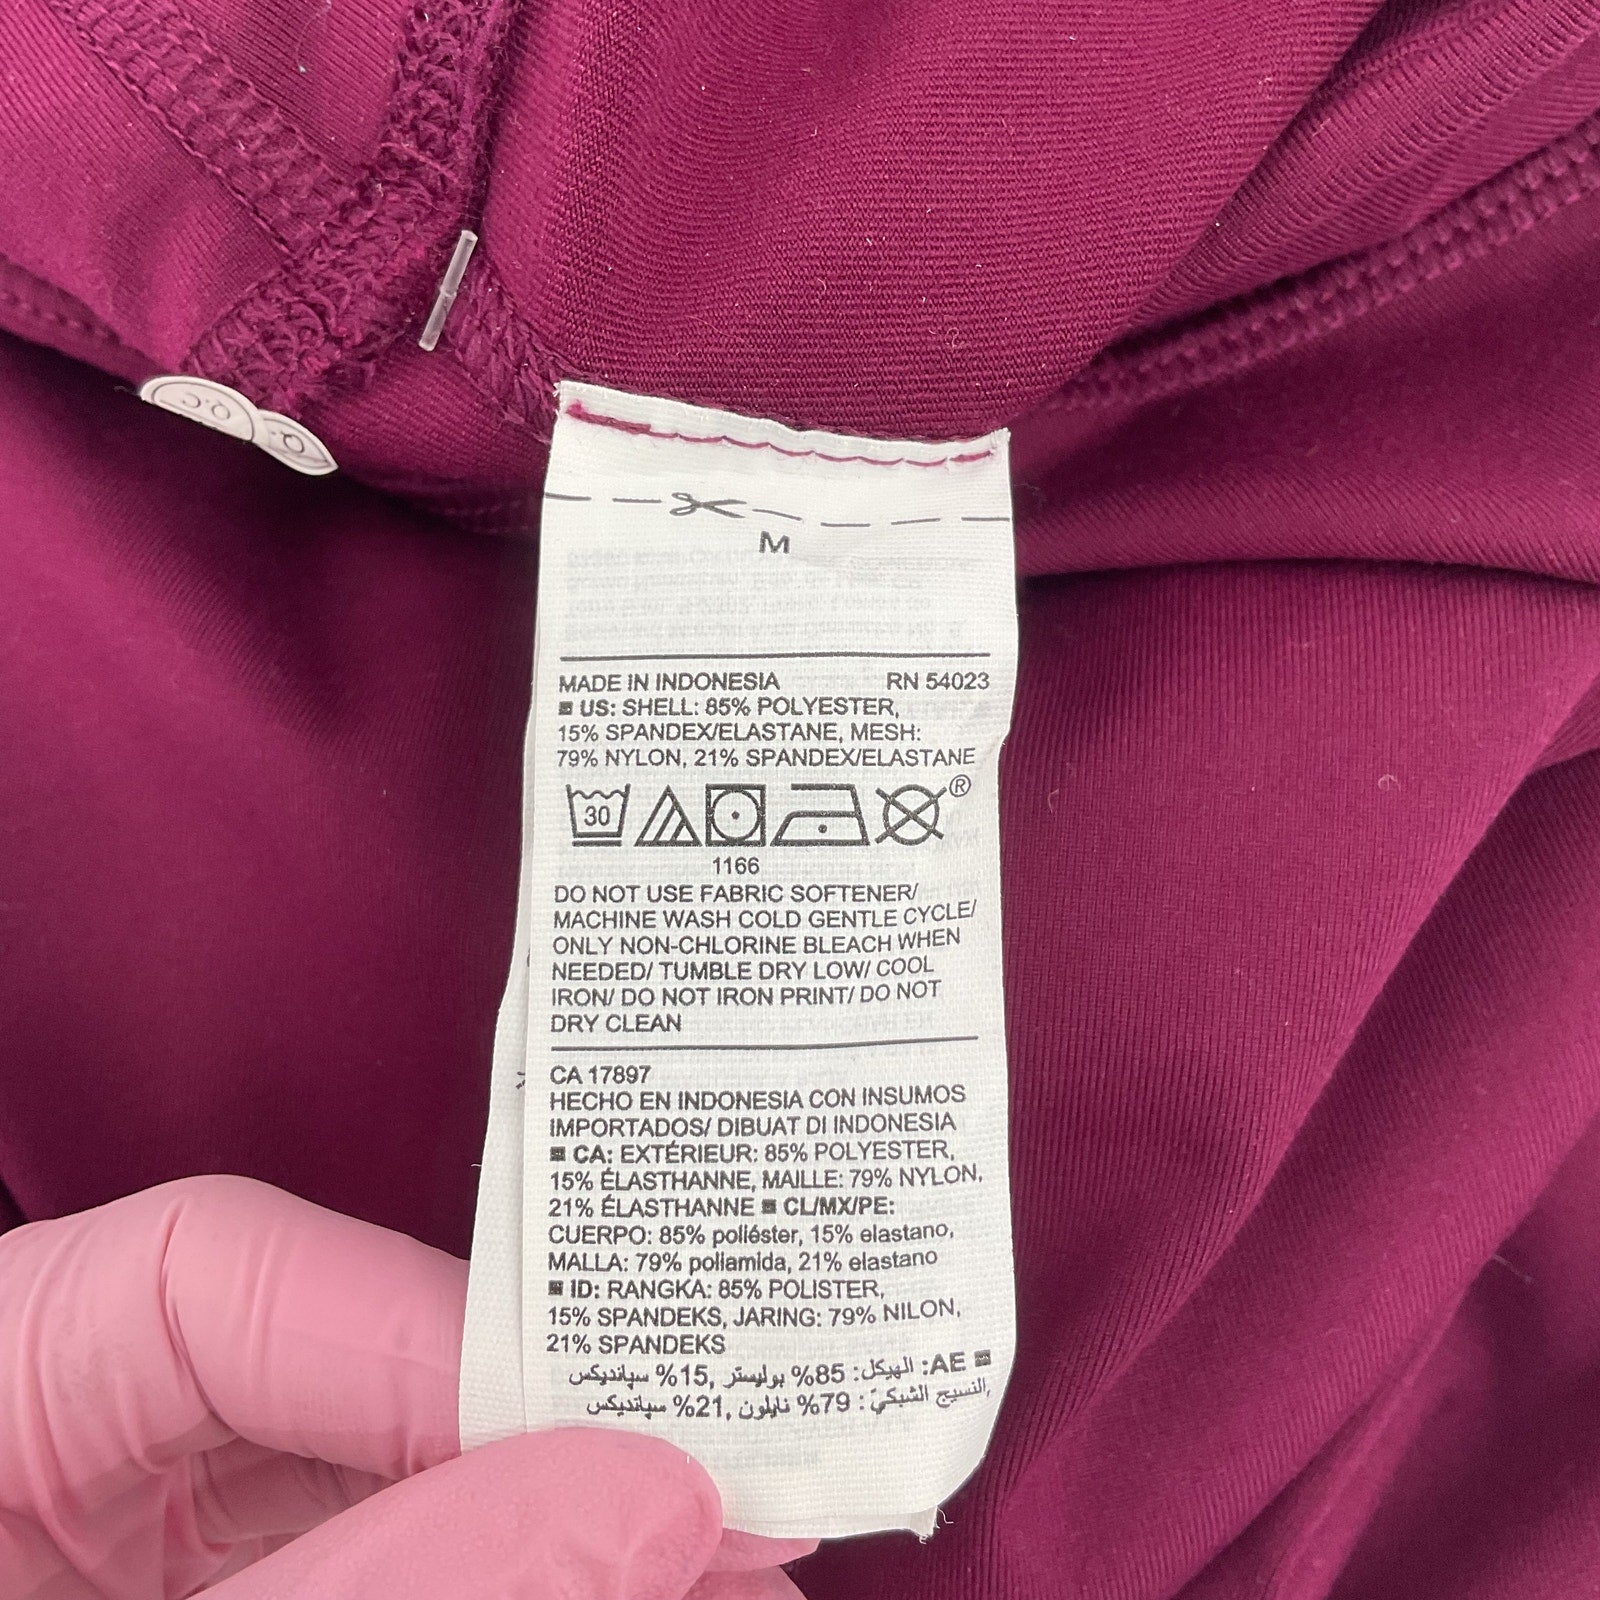 Q.C
Q.
M
MADE IN INDONESIA RN 54023
US: SHELL: 85% POLYESTER,
15% SPANDEX/ELASTANE, MESH:
79% NYLON, 21% SPANDEX/ELASTANE
30 ®
1166
DO NOT USE FABRIC SOFTENER/
MACHINE WASH COLD GENTLE CYCLE/
ONLY NON-CHLORINE BLEACH WHEN
NEEDED/ TUMBLE DRY LOW/ COOL
IRON/ DO NOT IRON PRINT/ DO NOT
DRY CLEAN
CA 17897
HECHO EN INDONESIA CON INSUMOS
IMPORTADOS/ DIBUAT DI INDONESIA
CA: EXTÉRIEUR: 85% POLYESTER,
15% ÉLASTHANNE, MAILLE: 79% NYLON,
21% ÉLASTHANNE CL/MX/PE:
CUERPO: 85% poliéster, 15% elastano,
MALLA: 79% poliamida, 21% elastano
ID: RANGKA: 85% POLISTER,
15% SPANDEKS, JARING: 79% NILON,
21% SPANDEKS
AE: الهيكل: 85% بوليستر ,15% سپانديكس
,النسيج الشبكيّ: 79% نايلون ,21% سپانديكس